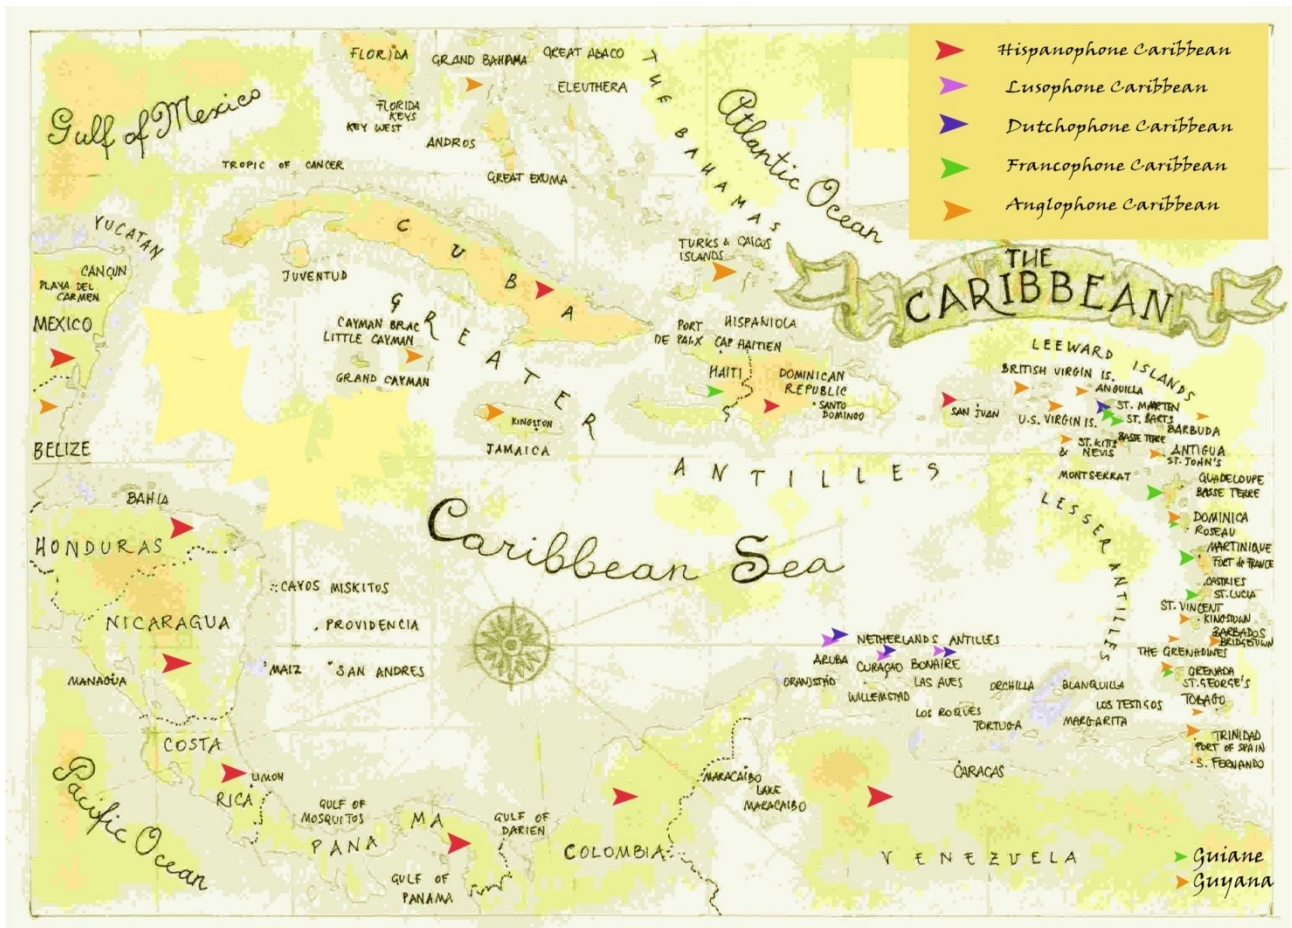 Hispanophone Caribbean
Lusophone Caribbean
Dutchophone Caribbean
Francophone Caribbean
Anglophone Caribbean
THE
CARIBBEAN
Gulf of Mexico
FLORIDA
FLORIDA
KEYS
KEY WEST
GRAND BAHAMA
GREAT ABACO
ELEUTHERA
ANDROS
GREAT EXUMA
THE BAHAMAS
Atlantic Ocean
TROPIC OF CANCER
YUCATAN
CANCUN
PLAYA DEL
CARMEN
MEXICO
BELIZE
JUVENTUD
CUBA
TURKS & CAICOS
ISLANDS
CAYMAN BRAC
LITTLE CAYMAN
GRAND CAYMAN
GREATER
ANTILLES
KINGSTON
JAMAICA
PORT
DE PAIX
HISPANIOLA
CAP HAITIEN
HAITI
DOMINICAN
REPUBLIC
SANTO
DOMINGO
SAN JUAN
LEEWARD ISLANDS
BRITISH VIRGIN IS.
ANGUILLA
U.S. VIRGIN IS.
ST. MARTEN
ST. BARTS
BARBUDA
ST. KITTS
& NEVIS
BASSE TERRE
ANTIGUA
ST. JOHN'S
MONTSERRAT
GUADELOUPE
BASSE TERRE
LESSER ANTILLES
DOMINICA
ROSEAU
MARTINIQUE
FORT de FRANCE
CASTRIES
ST. LUCIA
ST. VINCENT
KINGSTOWN
BARBADOS
BRIDGETOWN
THE GRENADINES
GRENADA
ST. GEORGE'S
TOBAGO
TRINIDAD
PORT OF SPAIN
S. FERNANDO
Caribbean Sea
BAHIA
HONDURAS
CAYOS MISKITOS
NICARAGUA
PROVIDENCIA
MAIZ
SAN ANDRES
MANAGUA
NETHERLANDS ANTILLES
ARUBA
CURAÇAO
BONAIRE
ORANJSTAD
WILLEMSTAD
LAS AVES
LOS ROQUES
ORCHILLA
BLANQUILLA
LOS TESTIGOS
TORTUGA
MARGARITA
COSTA
RICA
LIMON
Pacific Ocean
GULF OF
MOSQUITOS
PANAMA
GULF OF
DARIEN
GULF OF
PANAMA
COLOMBIA
MARACAIBO
LAKE
MARACAIBO
CARACAS
VENEZUELA
Guiane
Guyana